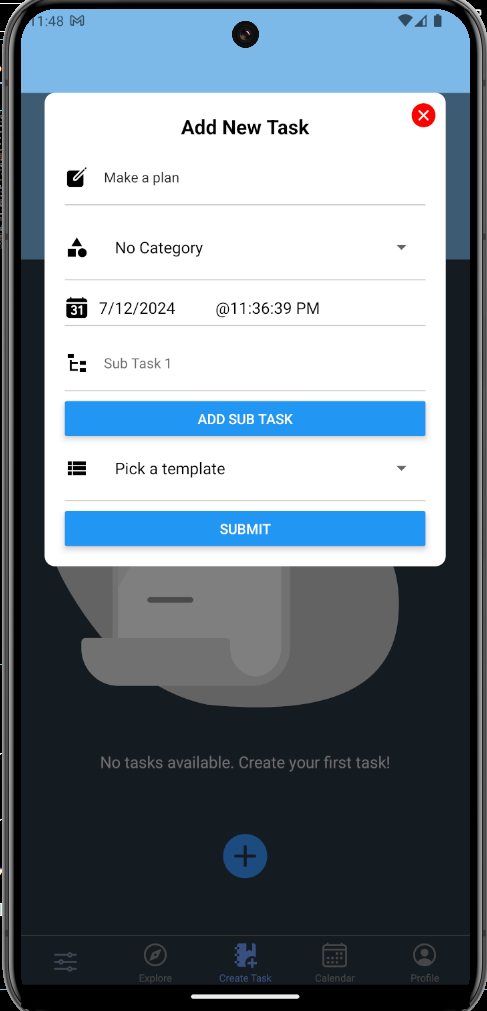 11:48
Add New Task
Make a plan
No Category
31 7/12/2024 @11:36:39 PM
Sub Task 1
ADD SUB TASK
Pick a template
SUBMIT
No tasks available. Create your first task!
Explore Create Task Calendar Profile